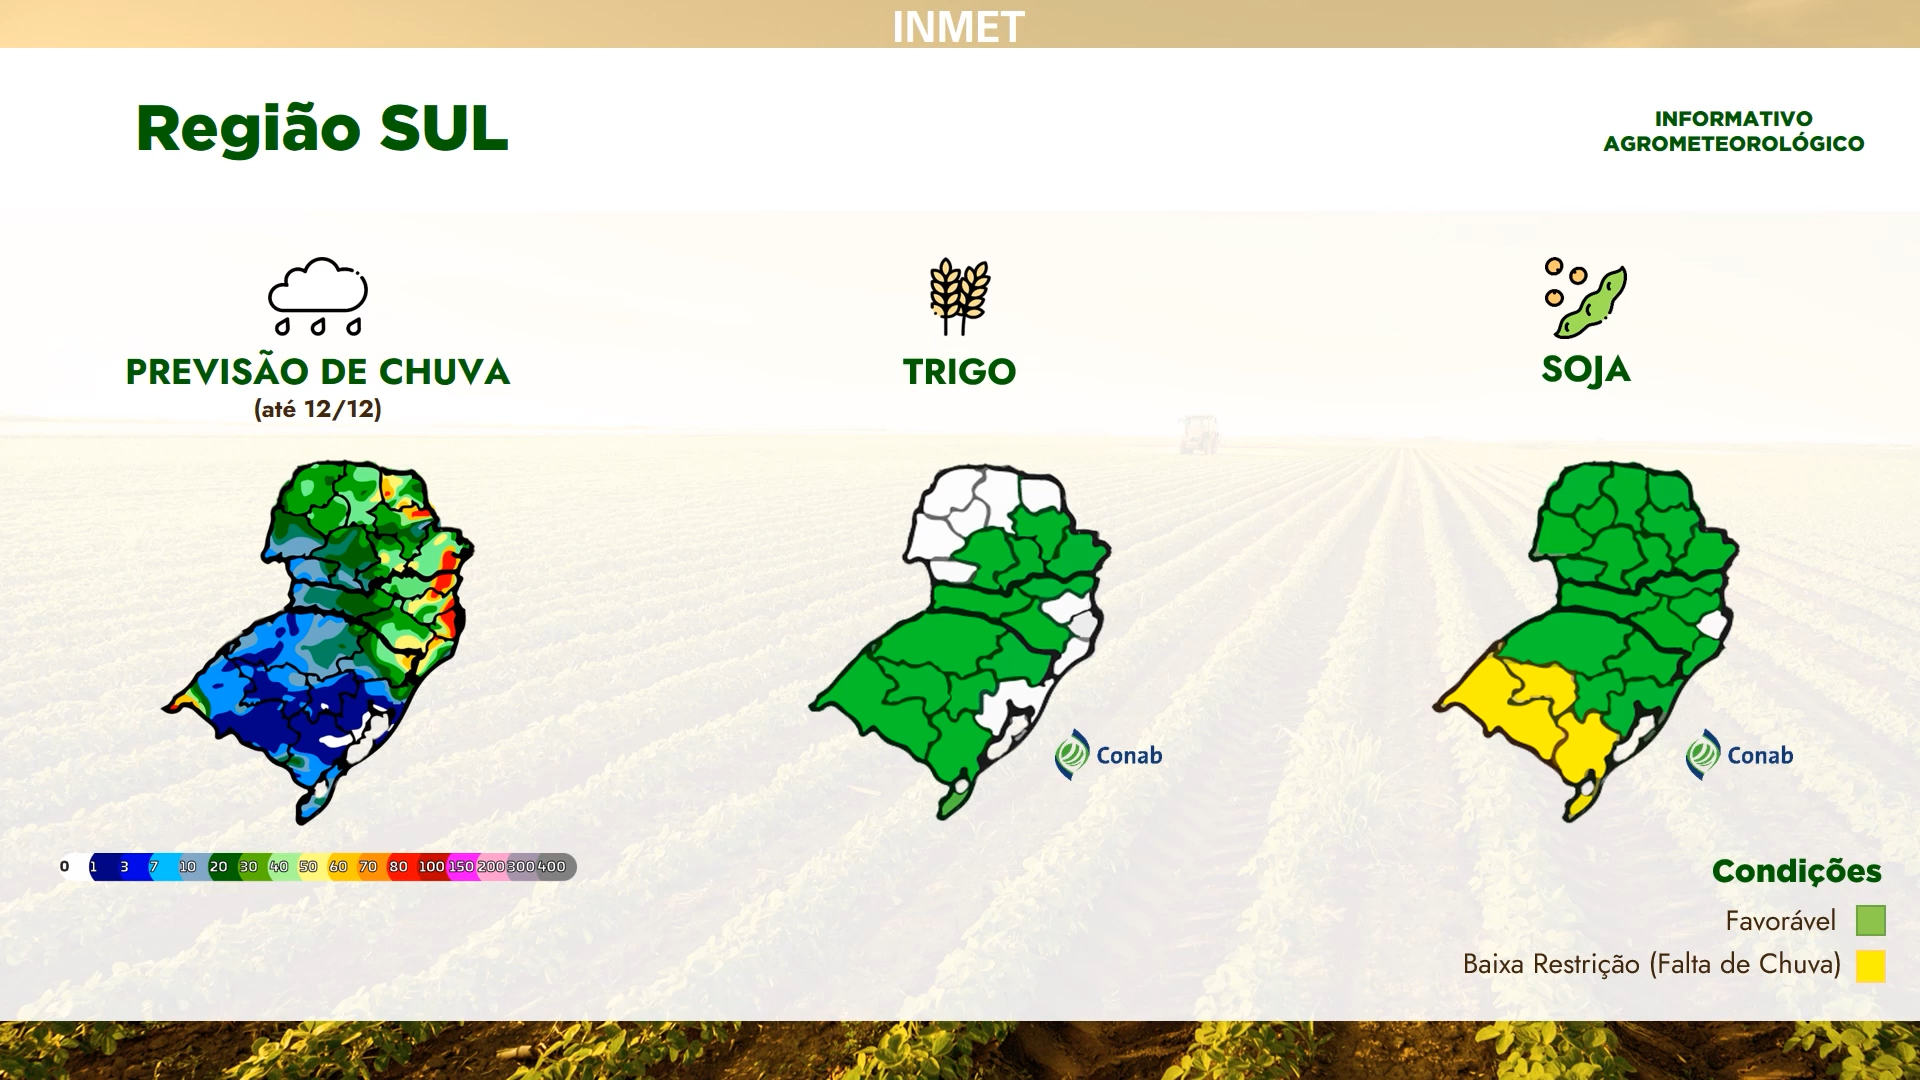 INMET
Região SUL
INFORMATIVO
AGROMETEOROLÓGICO
PREVISÃO DE CHUVA
(até 12/12)
TRIGO
SOJA
Conab
Conab
0 1 3 7 10 20 30 40 50 60 70 80 100 150 200 300 400
Condições
Favorável
Baixa Restrição (Falta de Chuva)